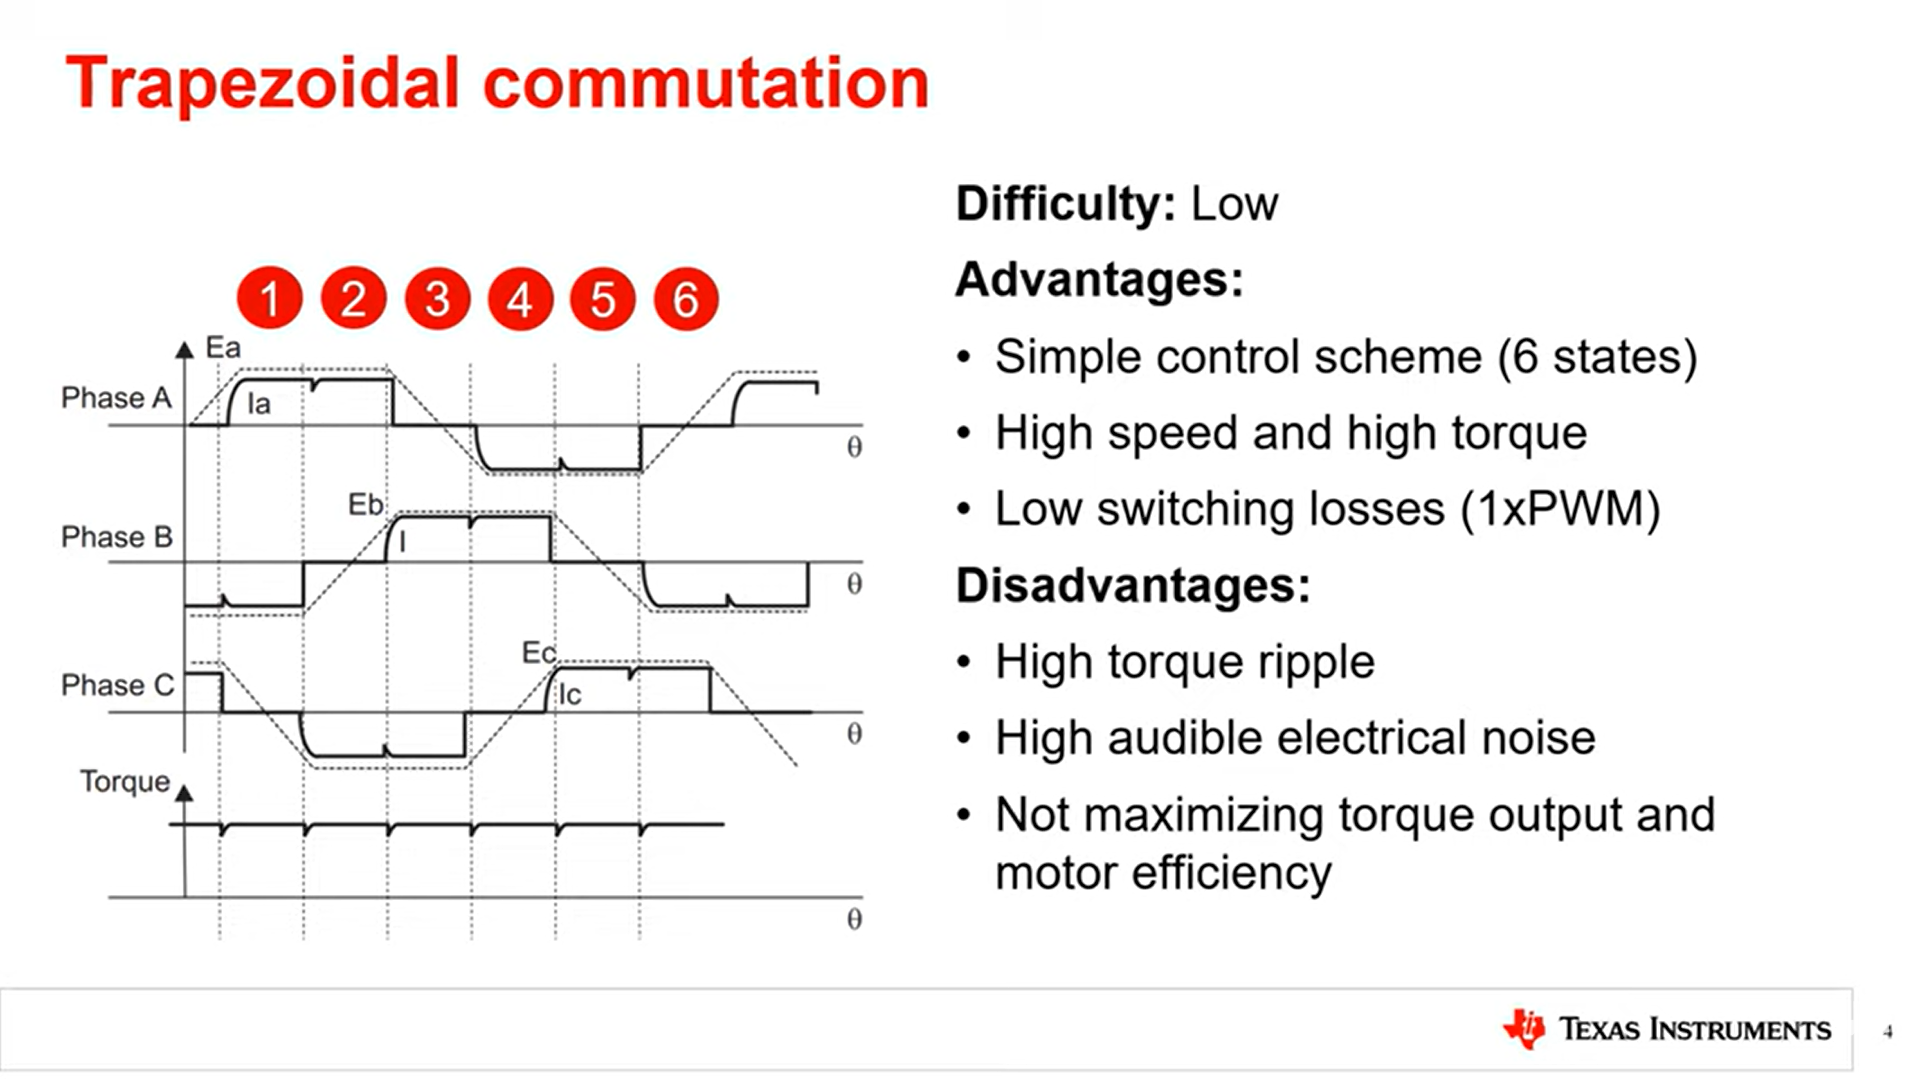 Trapezoidal commutation
Difficulty: Low
Advantages:
• Simple control scheme (6 states)
• High speed and high torque
• Low switching losses (1xPWM)
Disadvantages:
• High torque ripple
• High audible electrical noise
• Not maximizing torque output and
motor efficiency
1 2 3 4 5 6
Ea
Phase A
Ia
θ
Eb
Phase B
I
θ
Ec
Phase C
Ic
θ
Torque
θ
TEXAS INSTRUMENTS
4